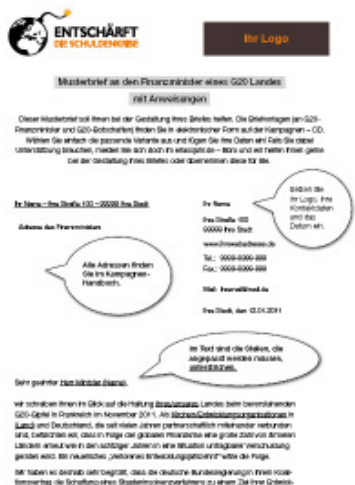 ENTSCHÄRFT
DIE SCHULDENKRISE
Ihr Logo
Musterbrief an den Finanzminister eines G20 Landes
mit Anweisungen
Dieser Musterbrief soll Ihnen bei der Gestaltung Ihres Briefes helfen. Die Briefvorlagen (an G20-
Finanzminister und G20-Botschaften) finden Sie in elektronischer Form auf der Kampagnen – CD.
Wählen Sie einfach die passende Variante aus und fügen Sie Ihre Daten ein! Falls Sie dabei
Unterstützung brauchen, melden Sie sich doch im erlassjahr.de – Büro und wir helfen Ihnen gerne
bei der Gestaltung Ihres Briefes oder übernehmen diese für Sie.
Ihr Name – Ihre Straße 100 – 99999 Ihre Stadt
Adresse des Finanzministers
Ihr Name
Ihre Straße 100
99999 Ihre Stadt
Tel.: 9999-9999-999
Fax.: 9999-9999-999
Ihre Stadt, den 12.01.2011
Setzen Sie
Ihr Logo, Ihre
Kontaktdaten
und das
Datum ein.
Alle Adressen finden
Sie im Kampagnen-
Handbuch.
Im Text sind die Stellen, die
angepasst werden müssen,
unterstrichen.
Sehr geehrter Herr Minister (Name),
wir schreiben Ihnen im Blick auf die Haltung Ihres/unseres Landes beim bevorstehenden
G20-Gipfel in Frankreich im November 2011. Als Kirchen/Entwicklungsorganisationen in
(Land) und Deutschland, die seit vielen Jahren partnerschaftlich miteinander verbunden
sind, befürchten wir, dass in Folge der globalen Finanzkrise eine große Zahl von ärmeren
Ländern erneut wie in den achtziger Jahren in eine Situation untragbarer Verschuldung
geraten wird. Ein neuerliches „verlorenes Entwicklungsjahrzehnt" wäre die Folge.
Wir haben es deshalb sehr begrüßt, dass die deutsche Bundesregierung in ihrem Koali-
tionsvertrag die Schaffung eines Staateninsolvenzverfahrens zu einem Ziel ihrer Entwick-